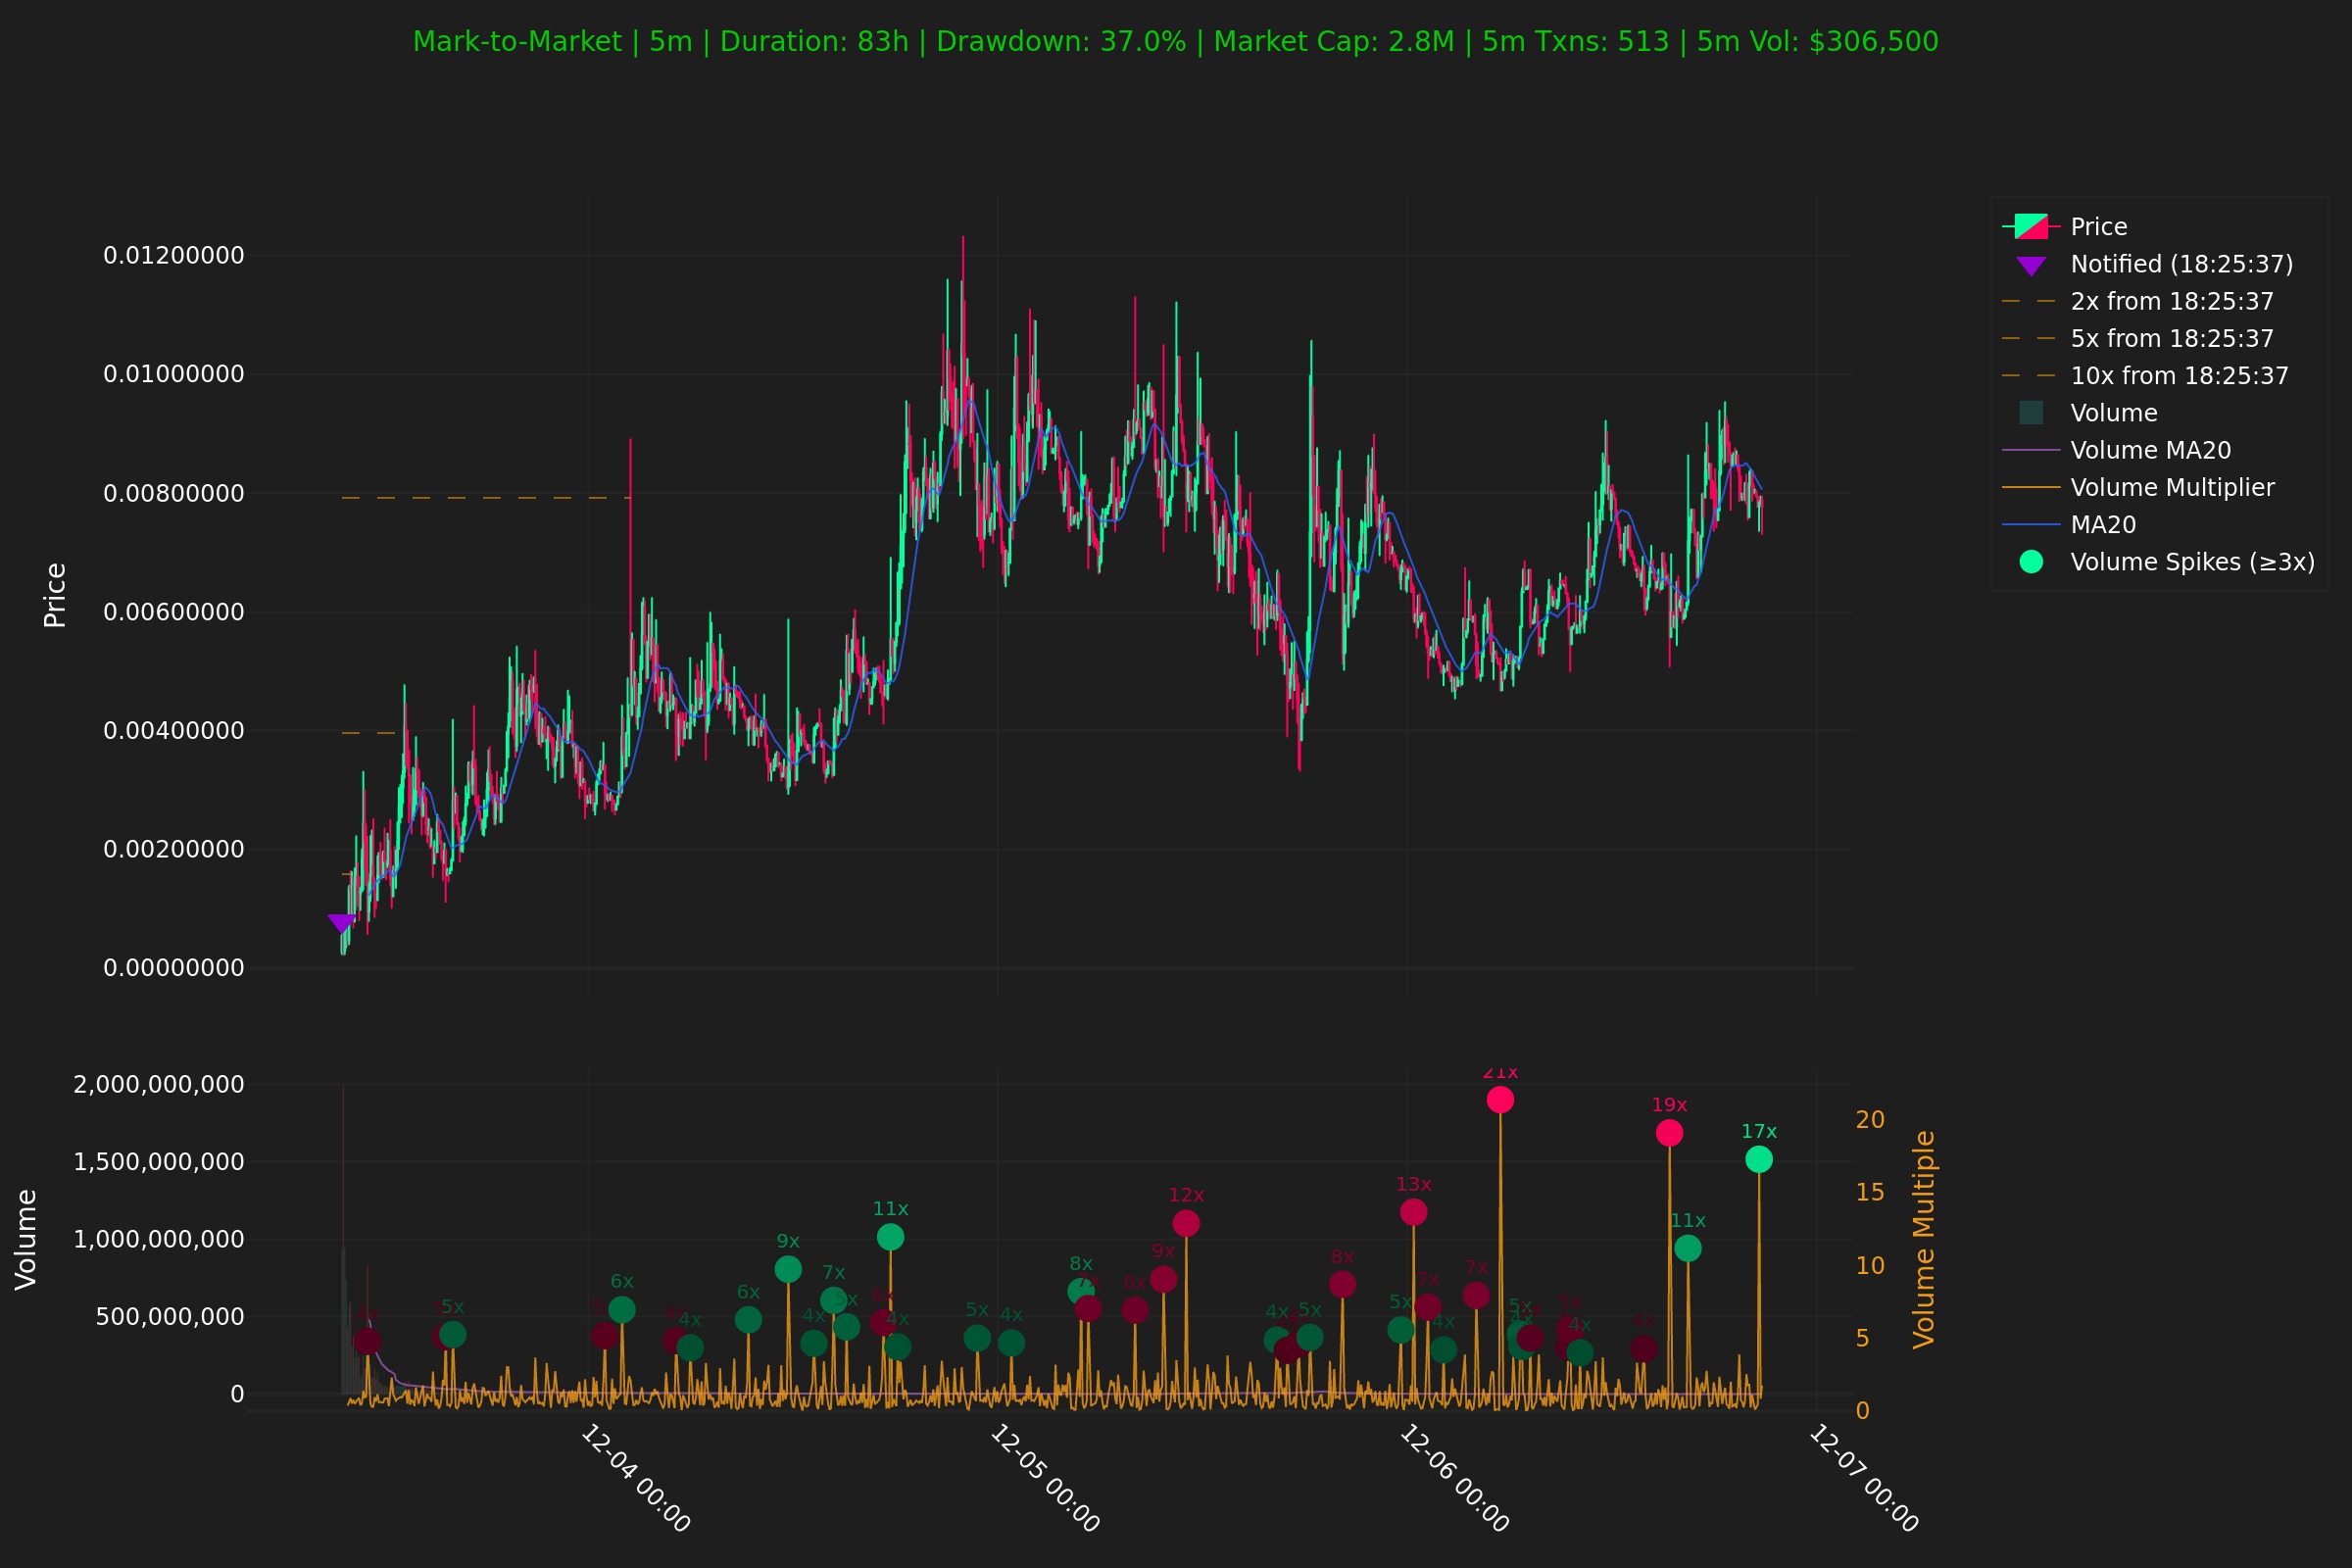 Mark-to-Market | 5m | Duration: 83h | Drawdown: 37.0% | Market Cap: 2.8M | 5m Txns: 513 | 5m Vol: $306,500
Price
0.01200000
0.01000000
0.00800000
0.00600000
0.00400000
0.00200000
0.00000000
Price
Notified (18:25:37)
2x from 18:25:37
5x from 18:25:37
10x from 18:25:37
Volume
Volume MA20
Volume Multiplier
MA20
Volume Spikes (≥3x)
Volume
2,000,000,000
1,500,000,000
1,000,000,000
500,000,000
0
5x
6x
4x
6x
9x
4x
7x
5x
11x
4x
5x
4x
8x
7x
6x
9x
12x
4x
5x
8x
5x
13x
7x
4x
7x
21x
5x
4x
4x
4x
19x
11x
17x
20
15
10
5
0
Volume Multiple
12-04 00:00
12-05 00:00
12-06 00:00
12-07 00:00